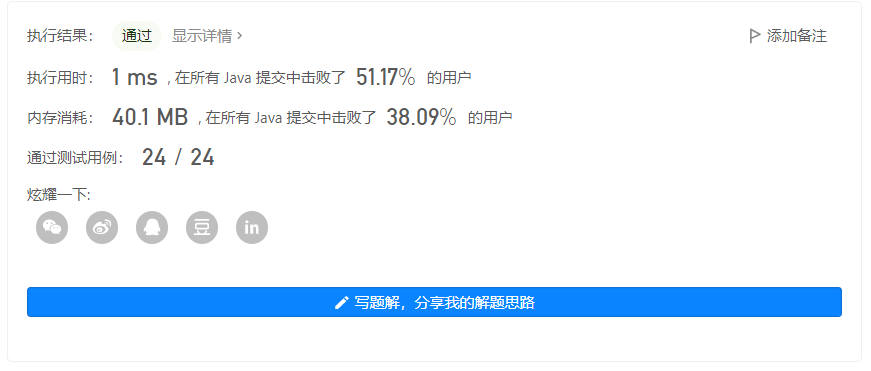 执行结果： 通过 显示详情 › 添加备注
执行用时： 1 ms , 在所有 Java 提交中击败了 51.17% 的用户
内存消耗： 40.1 MB , 在所有 Java 提交中击败了 38.09% 的用户
通过测试用例： 24 / 24
炫耀一下:
豆 in
写题解，分享我的解题思路